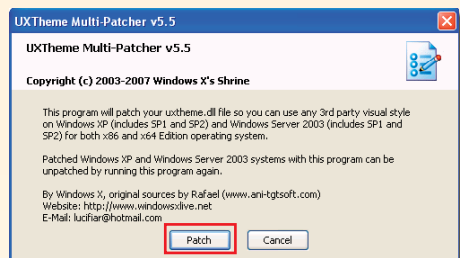 UXTheme Multi-Patcher v5.5
UXTheme Multi-Patcher v5.5
Copyright (c) 2003-2007 Windows X's Shrine
This program will patch your uxtheme.dll file so you can use any 3rd party visual style
on Windows XP (includes SP1 and SP2) and Windows Server 2003 (includes SP1 and
SP2) for both x86 and x64 Edition operating system.
Patched Windows XP and Windows Server 2003 systems with this program can be
unpatched by running this program again.
By Windows X, original sources by Rafael (www.ani-tgtsoft.com)
Website: http://www.windowsxlive.net
E-Mail: lucifiar@hotmail.com
Patch Cancel